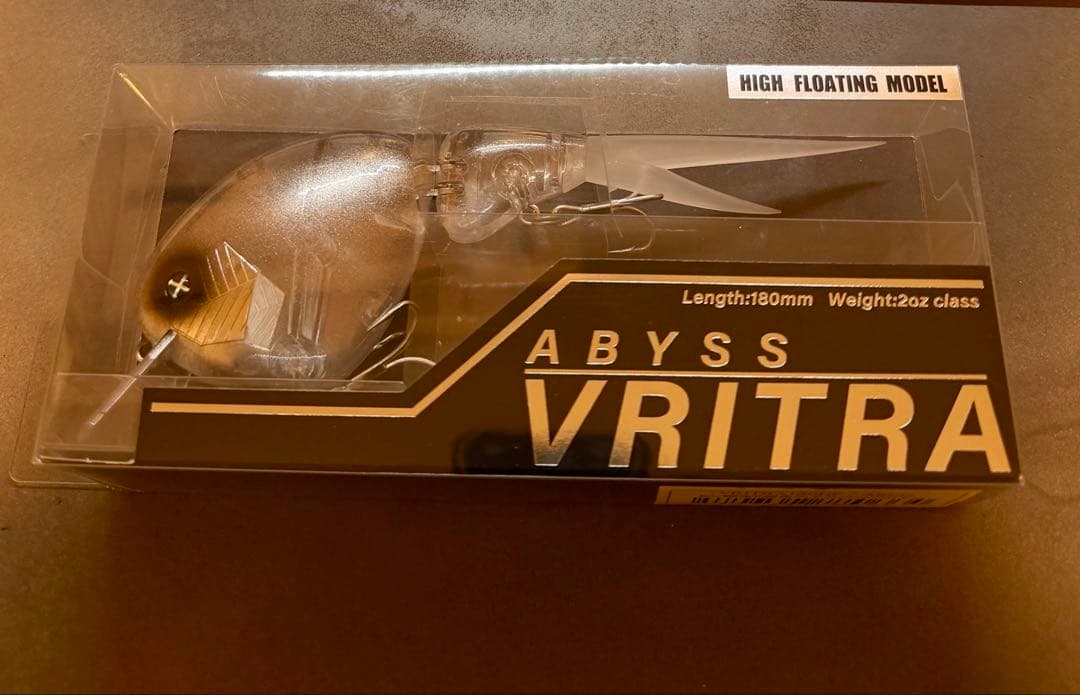 HIGH FLOATING MODEL
Length:180mm Weight:2oz class
ABYSS
VRITRA